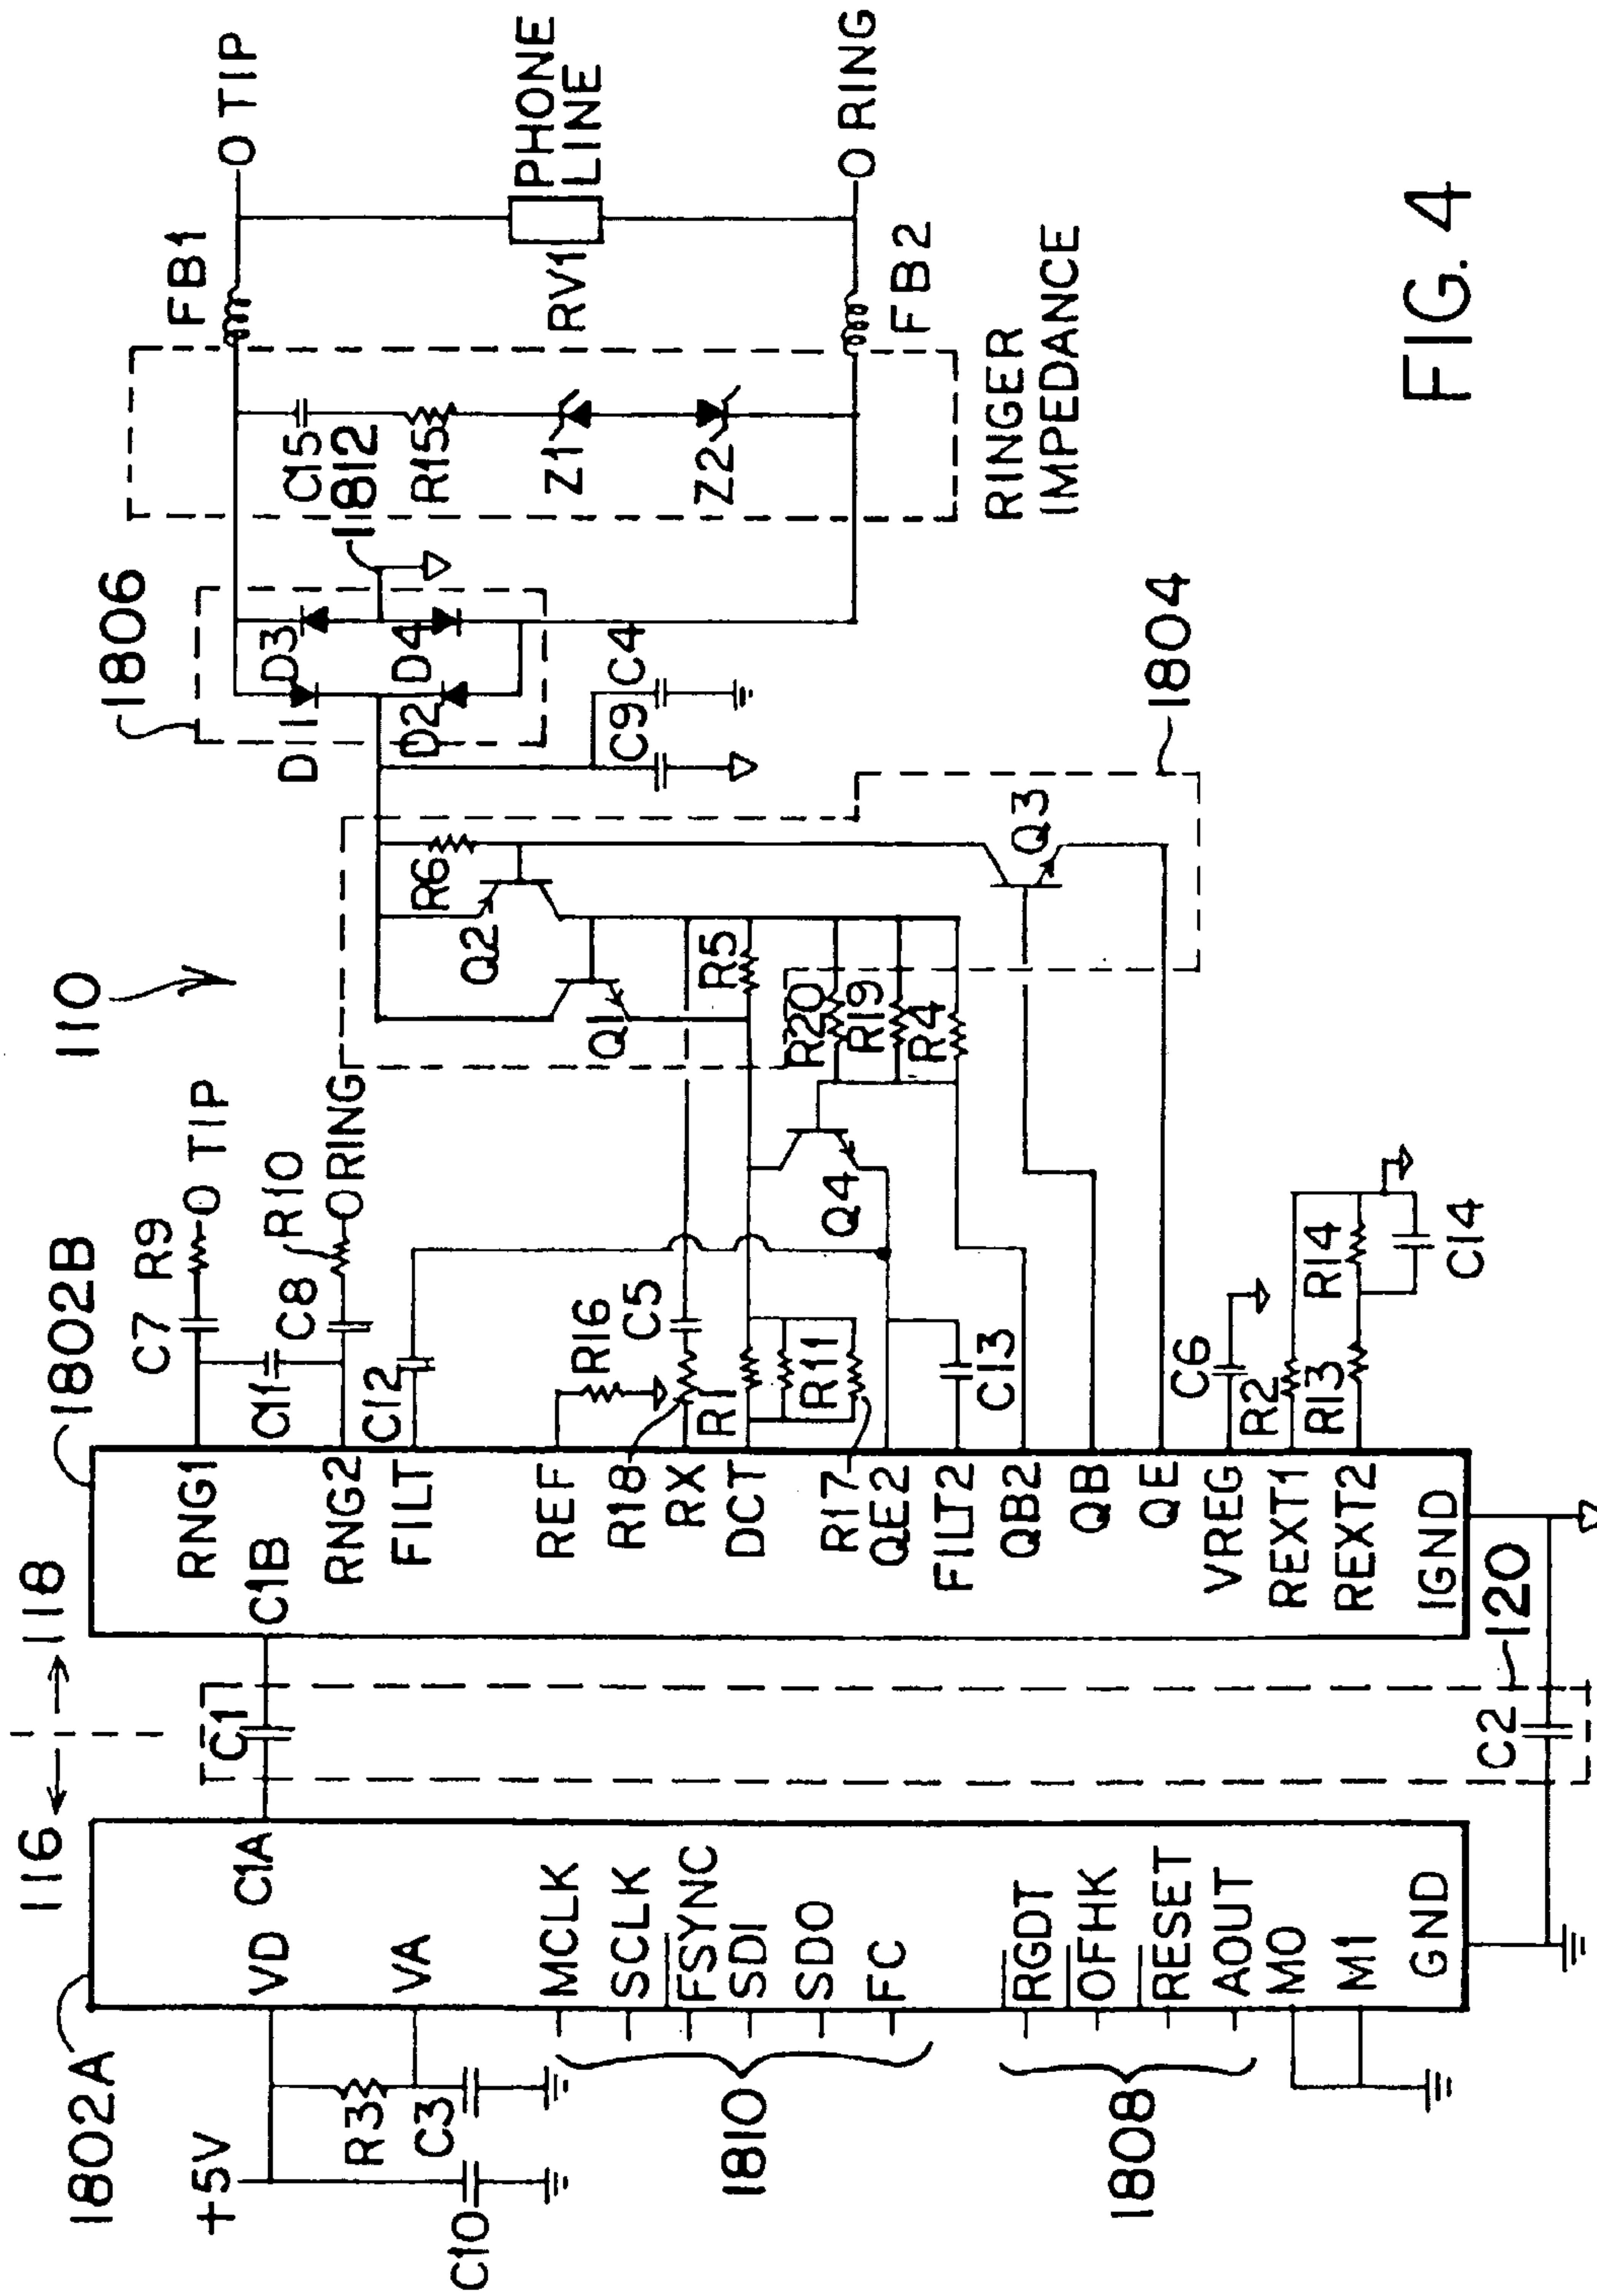 110
116
118
1802A
1802B
+5V
R3
C3
C10
VD
C1A
VA
MCLK
SCLK
FSYNC
SDI
SDO
FC
1810
RGDT
OFHK
RESET
AOUT
1808
M0
M1
GND
C1
C2
120
RNG1
C1B
RNG2
FILT
REF
R18
RX
DCT
R17
QE2
FILT2
QB2
QB
QE
VREG
REXT1
REXT2
IGND
C7 R9
TIP
C11
C8
R10
RING
C12
R16
C5
R1
R11
C13
C6
R2
R13
R14
C14
Q4
R20
R19
R4
R5
Q1
Q2
R6
Q3
1804
1806
D11
D3
D2
D4
C9
C4
1812
C15
R15
Z1
Z2
RINGER
IMPEDANCE
FB1
FB2
RV1
TIP
PHONE
LINE
RING
FIG. 4